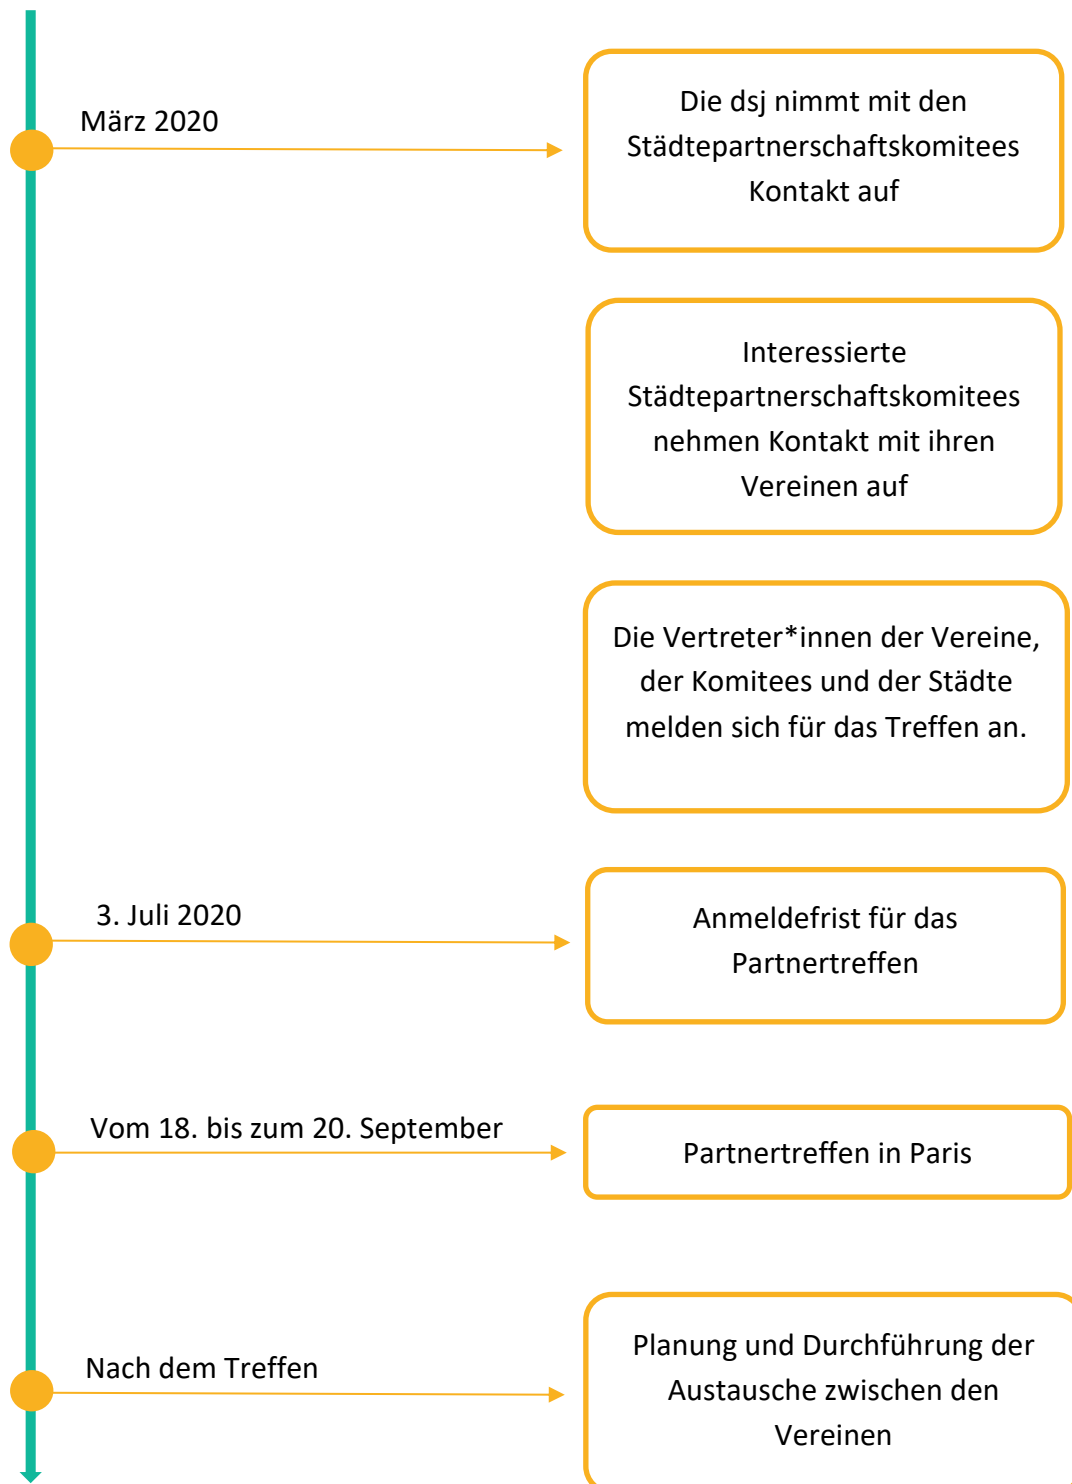 März 2020
Die dsj nimmt mit den
Städtepartnerschaftskomitees
Kontakt auf
Interessierte
Städtepartnerschaftskomitees
nehmen Kontakt mit ihren
Vereinen auf
Die Vertreter*innen der Vereine,
der Komitees und der Städte
melden sich für das Treffen an.
3. Juli 2020
Anmeldefrist für das
Partnertreffen
Vom 18. bis zum 20. September
Partnertreffen in Paris
Nach dem Treffen
Planung und Durchführung der
Austausche zwischen den
Vereinen